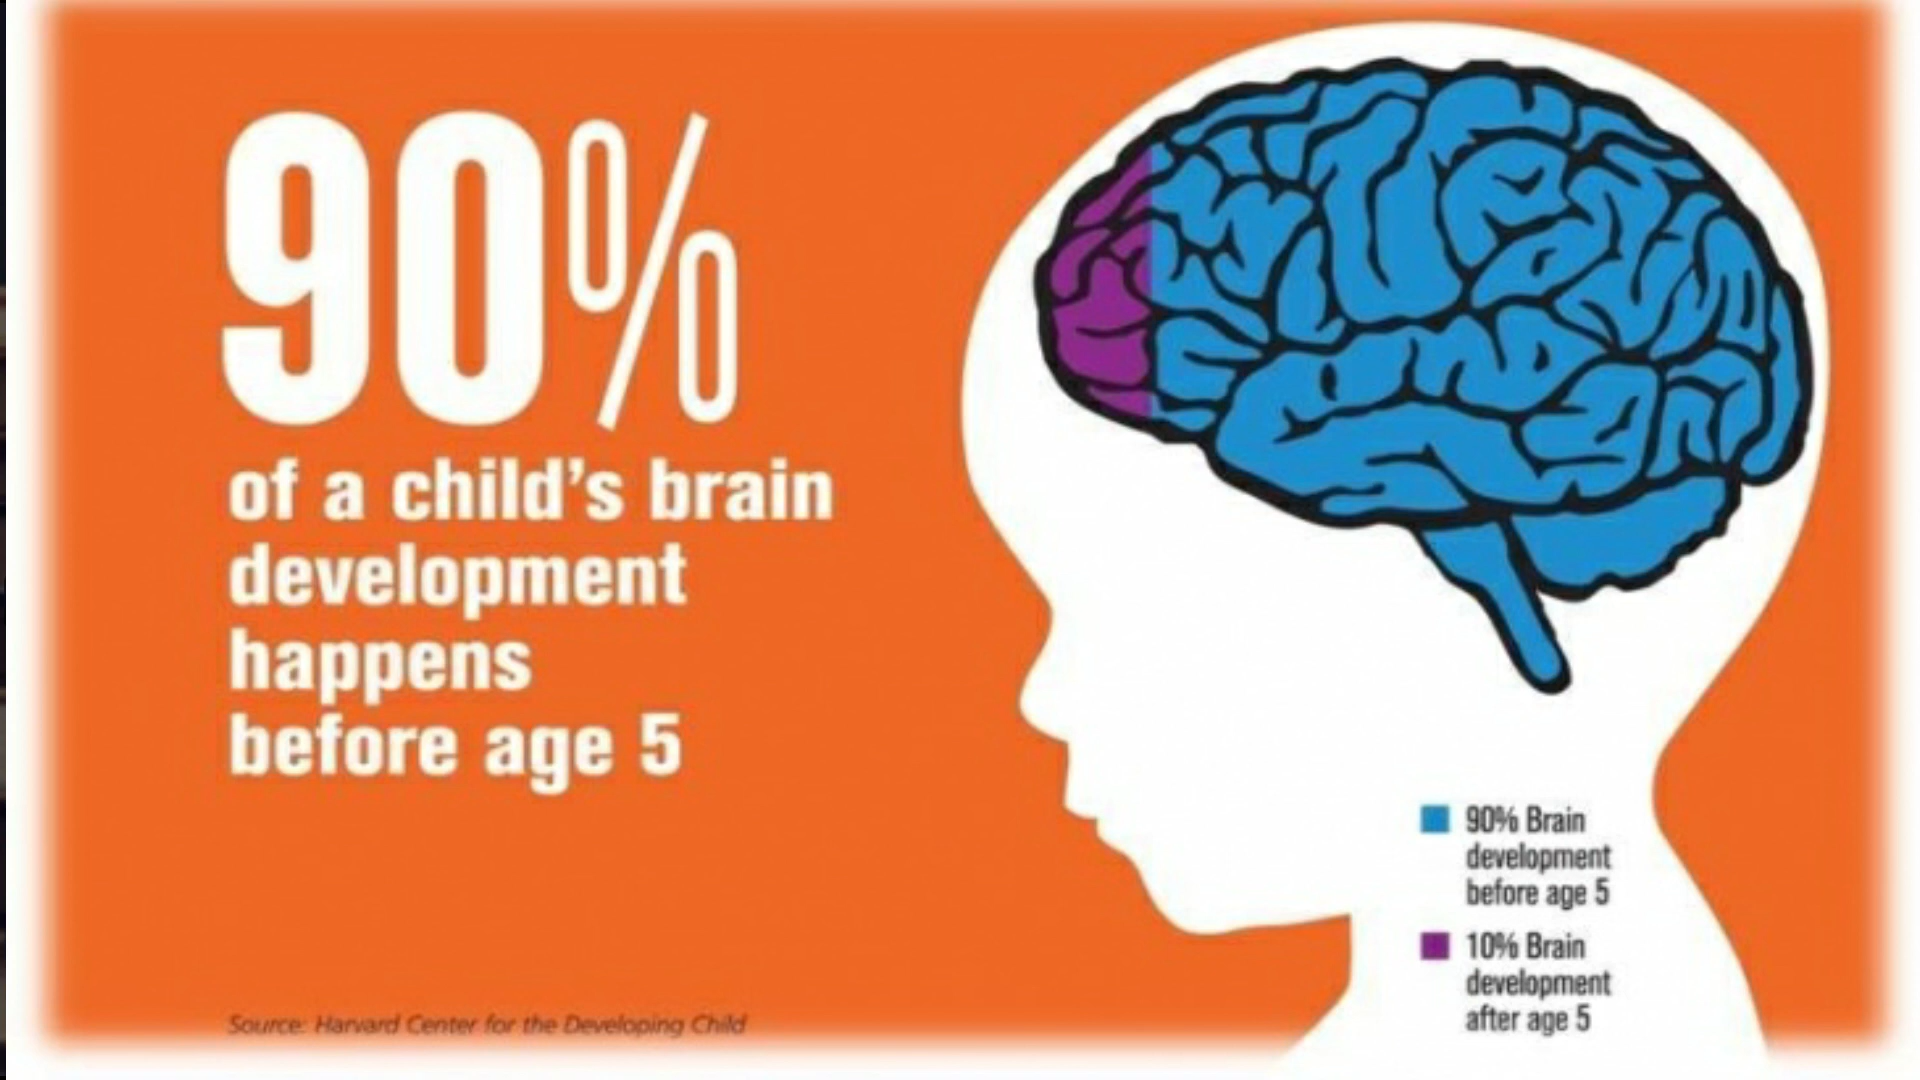 90%
of a child's brain
development
happens
before age 5
90% Brain
development
before age 5
10% Brain
development
after age 5
Source: Harvard Center for the Developing Child